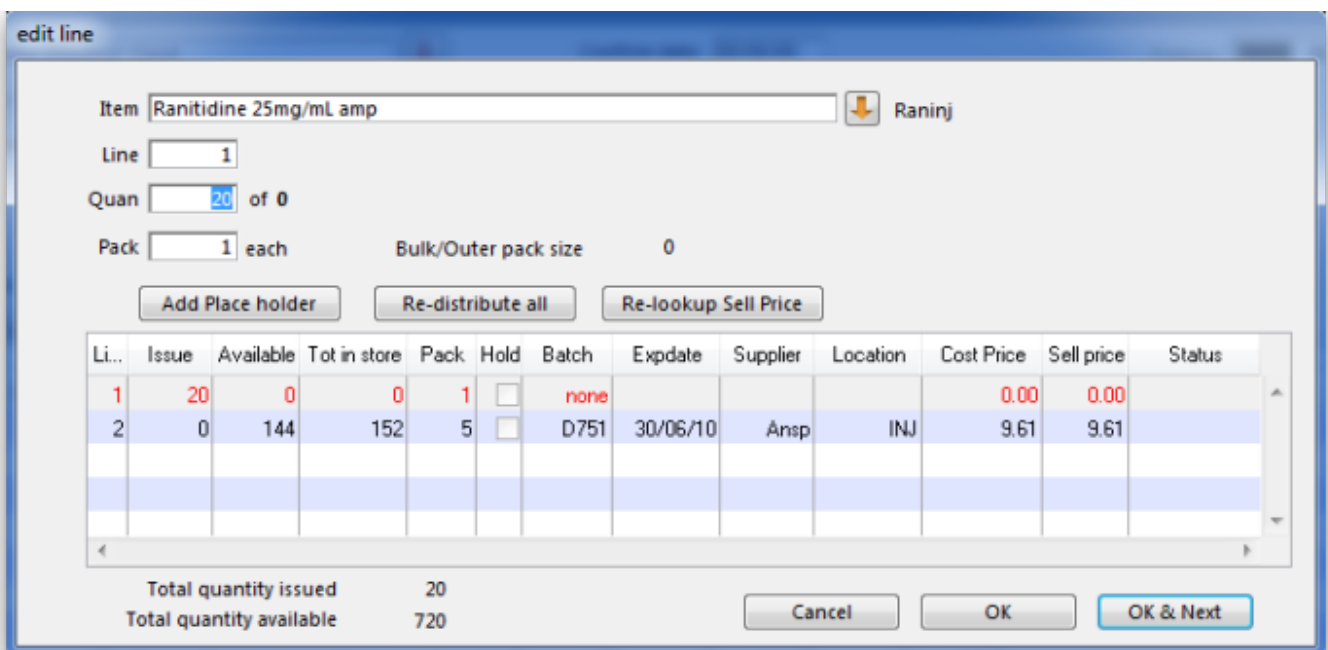 edit line
Item Ranitidine 25mg/mL amp Raninj
Line 1
Quan 20 of 0
Pack 1 each Bulk/Outer pack size 0
Add Place holder Re-distribute all Re-lookup Sell Price
Li... Issue Available Tot in store Pack Hold Batch Expdate Supplier Location Cost Price Sell price Status
1 20 0 0 1 none 0.00 0.00
2 0 144 152 5 D751 30/06/10 Ansp INJ 9.61 9.61
Total quantity issued 20
Total quantity available 720
Cancel OK OK & Next